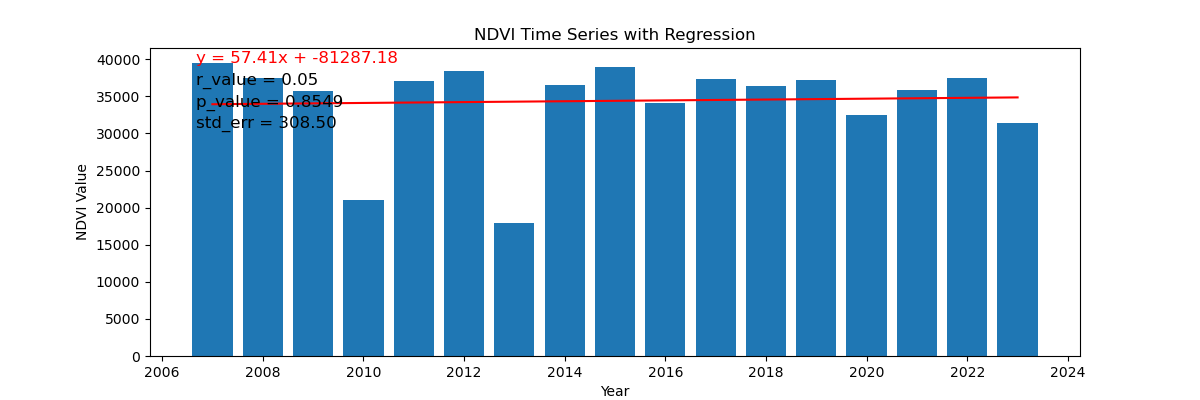 NDVI Time Series with Regression
y = 57.41x + -81287.18
r_value = 0.05
p_value = 0.8549
std_err = 308.50
NDVI Value
40000
35000
30000
25000
20000
15000
10000
5000
0
2006 2008 2010 2012 2014 2016 2018 2020 2022 2024
Year